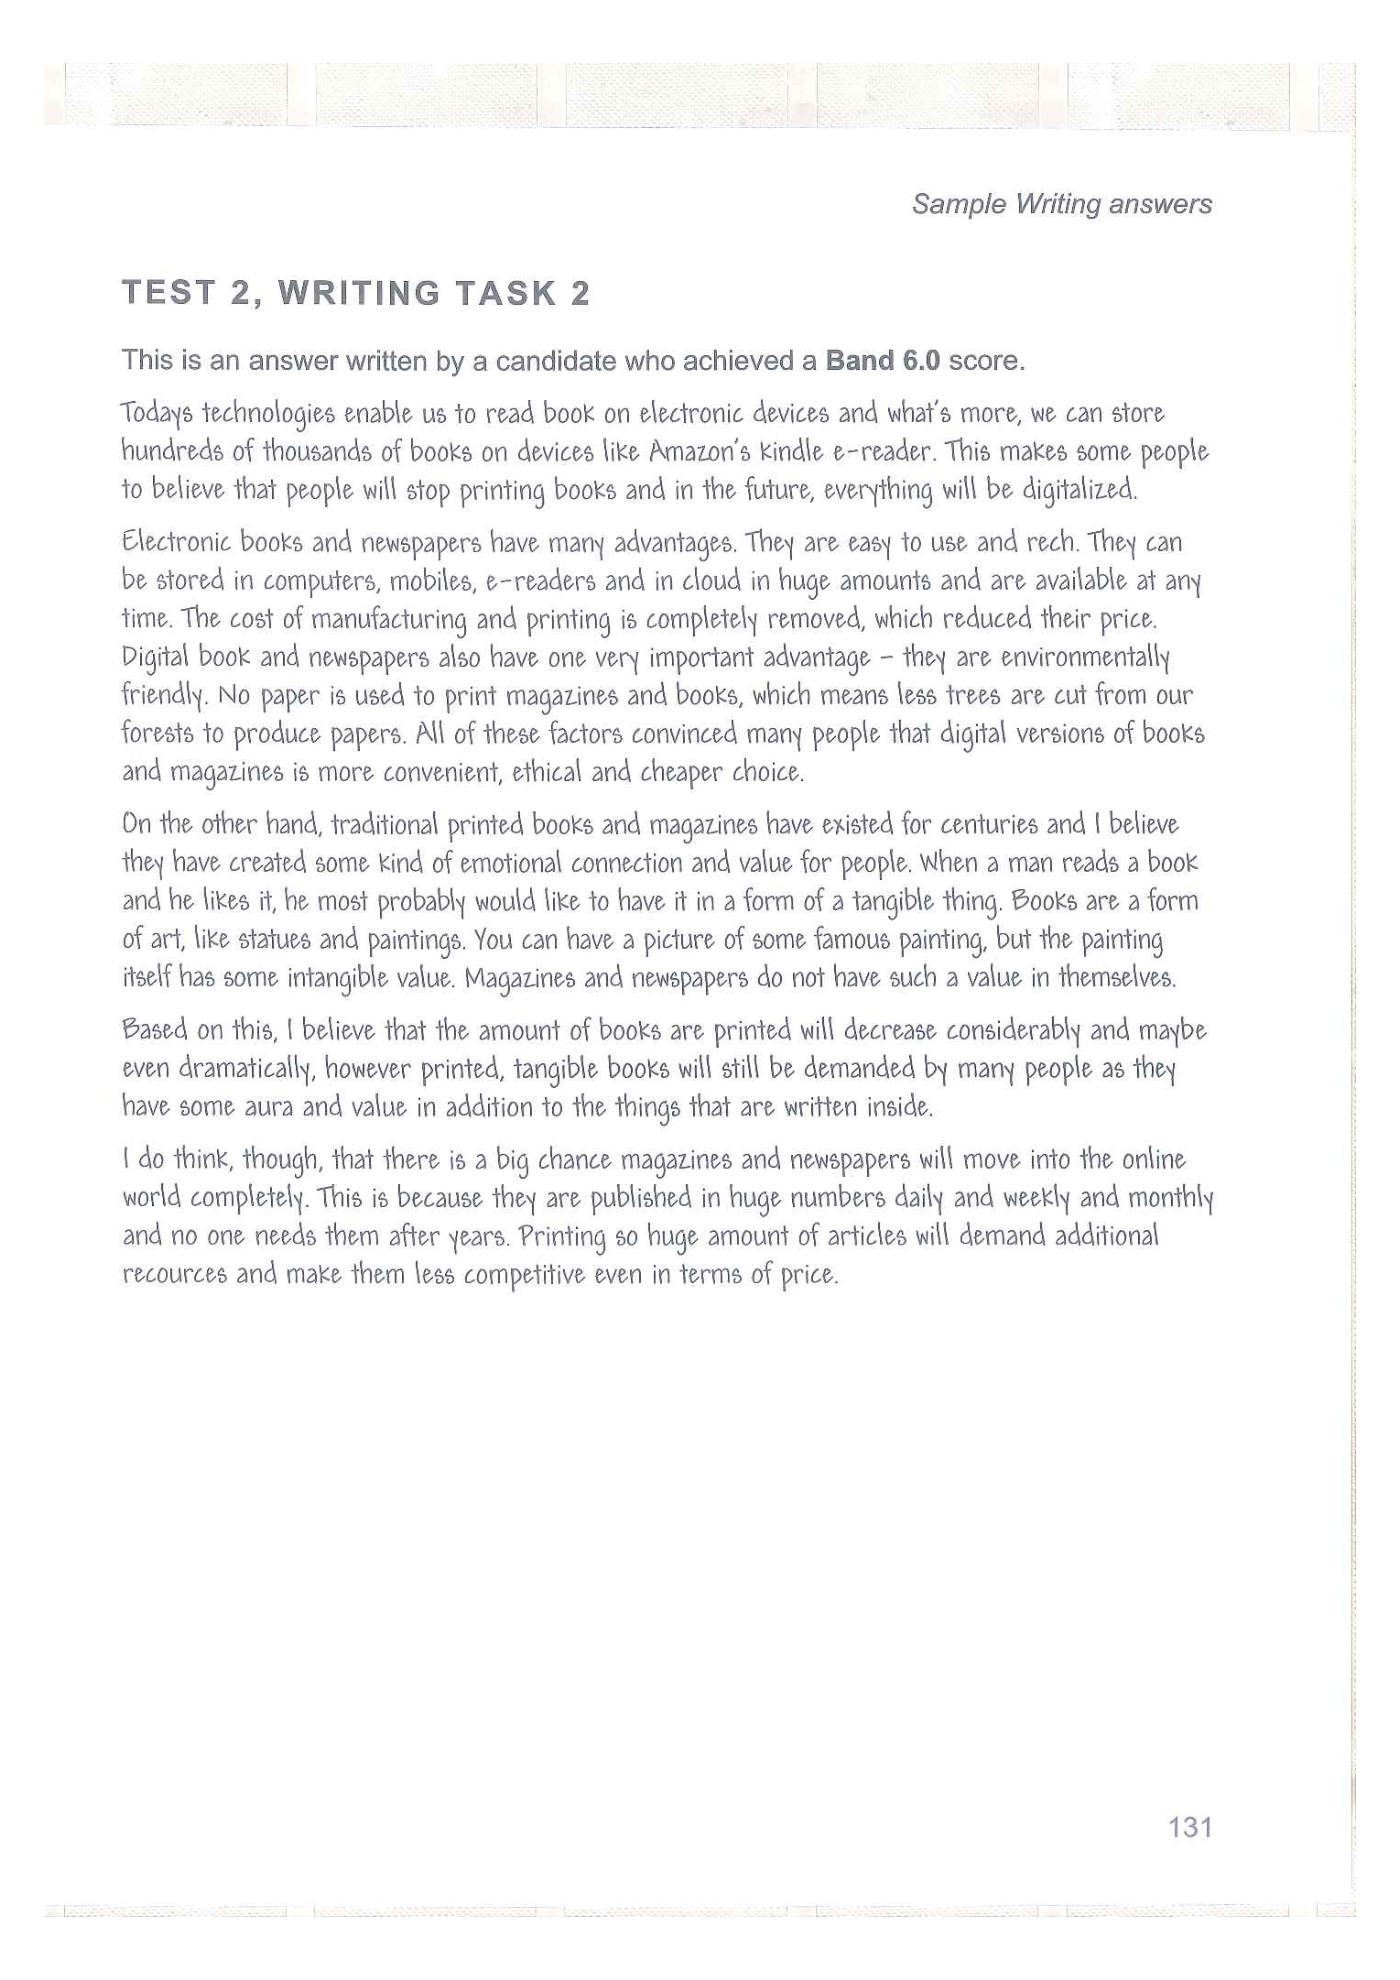 Sample Writing answers
TEST 2, WRITING TASK 2
This is an answer written by a candidate who achieved a Band 6.0 score.
Todays technologies enable us to read book on electronic devices and what's more, we can store
hundreds of thousands of books on devices like Amazon's kindle e-reader. This makes some people
to believe that people will stop printing books and in the future, everything will be digitalized.
Electronic books and newspapers have many advantages. They are easy to use and rech. They can
be stored in computers, mobiles, e-readers and in cloud in huge amounts and are available at any
time. The cost of manufacturing and printing is completely removed, which reduced their price.
Digital book and newspapers also have one very important advantage – they are environmentally
friendly. No paper is used to print magazines and books, which means less trees are cut from our
forests to produce papers. All of these factors convinced many people that digital versions of books
and magazines is more convenient, ethical and cheaper choice.
On the other hand, traditional printed books and magazines have existed for centuries and I believe
they have created some kind of emotional connection and value for people. When a man reads a book
and he likes it, he most probably would like to have it in a form of a tangible thing. Books are a form
of art, like statues and paintings. You can have a picture of some famous painting, but the painting
itself has some intangible value. Magazines and newspapers do not have such a value in themselves.
Based on this, I believe that the amount of books are printed will decrease considerably and maybe
even dramatically, however printed, tangible books will still be demanded by many people as they
have some aura and value in addition to the things that are written inside.
I do think, though, that there is a big chance magazines and newspapers will move into the online
world completely. This is because they are published in huge numbers daily and weekly and monthly
and no one needs them after years. Printing so huge amount of articles will demand additional
recources and make them less competitive even in terms of price.
131